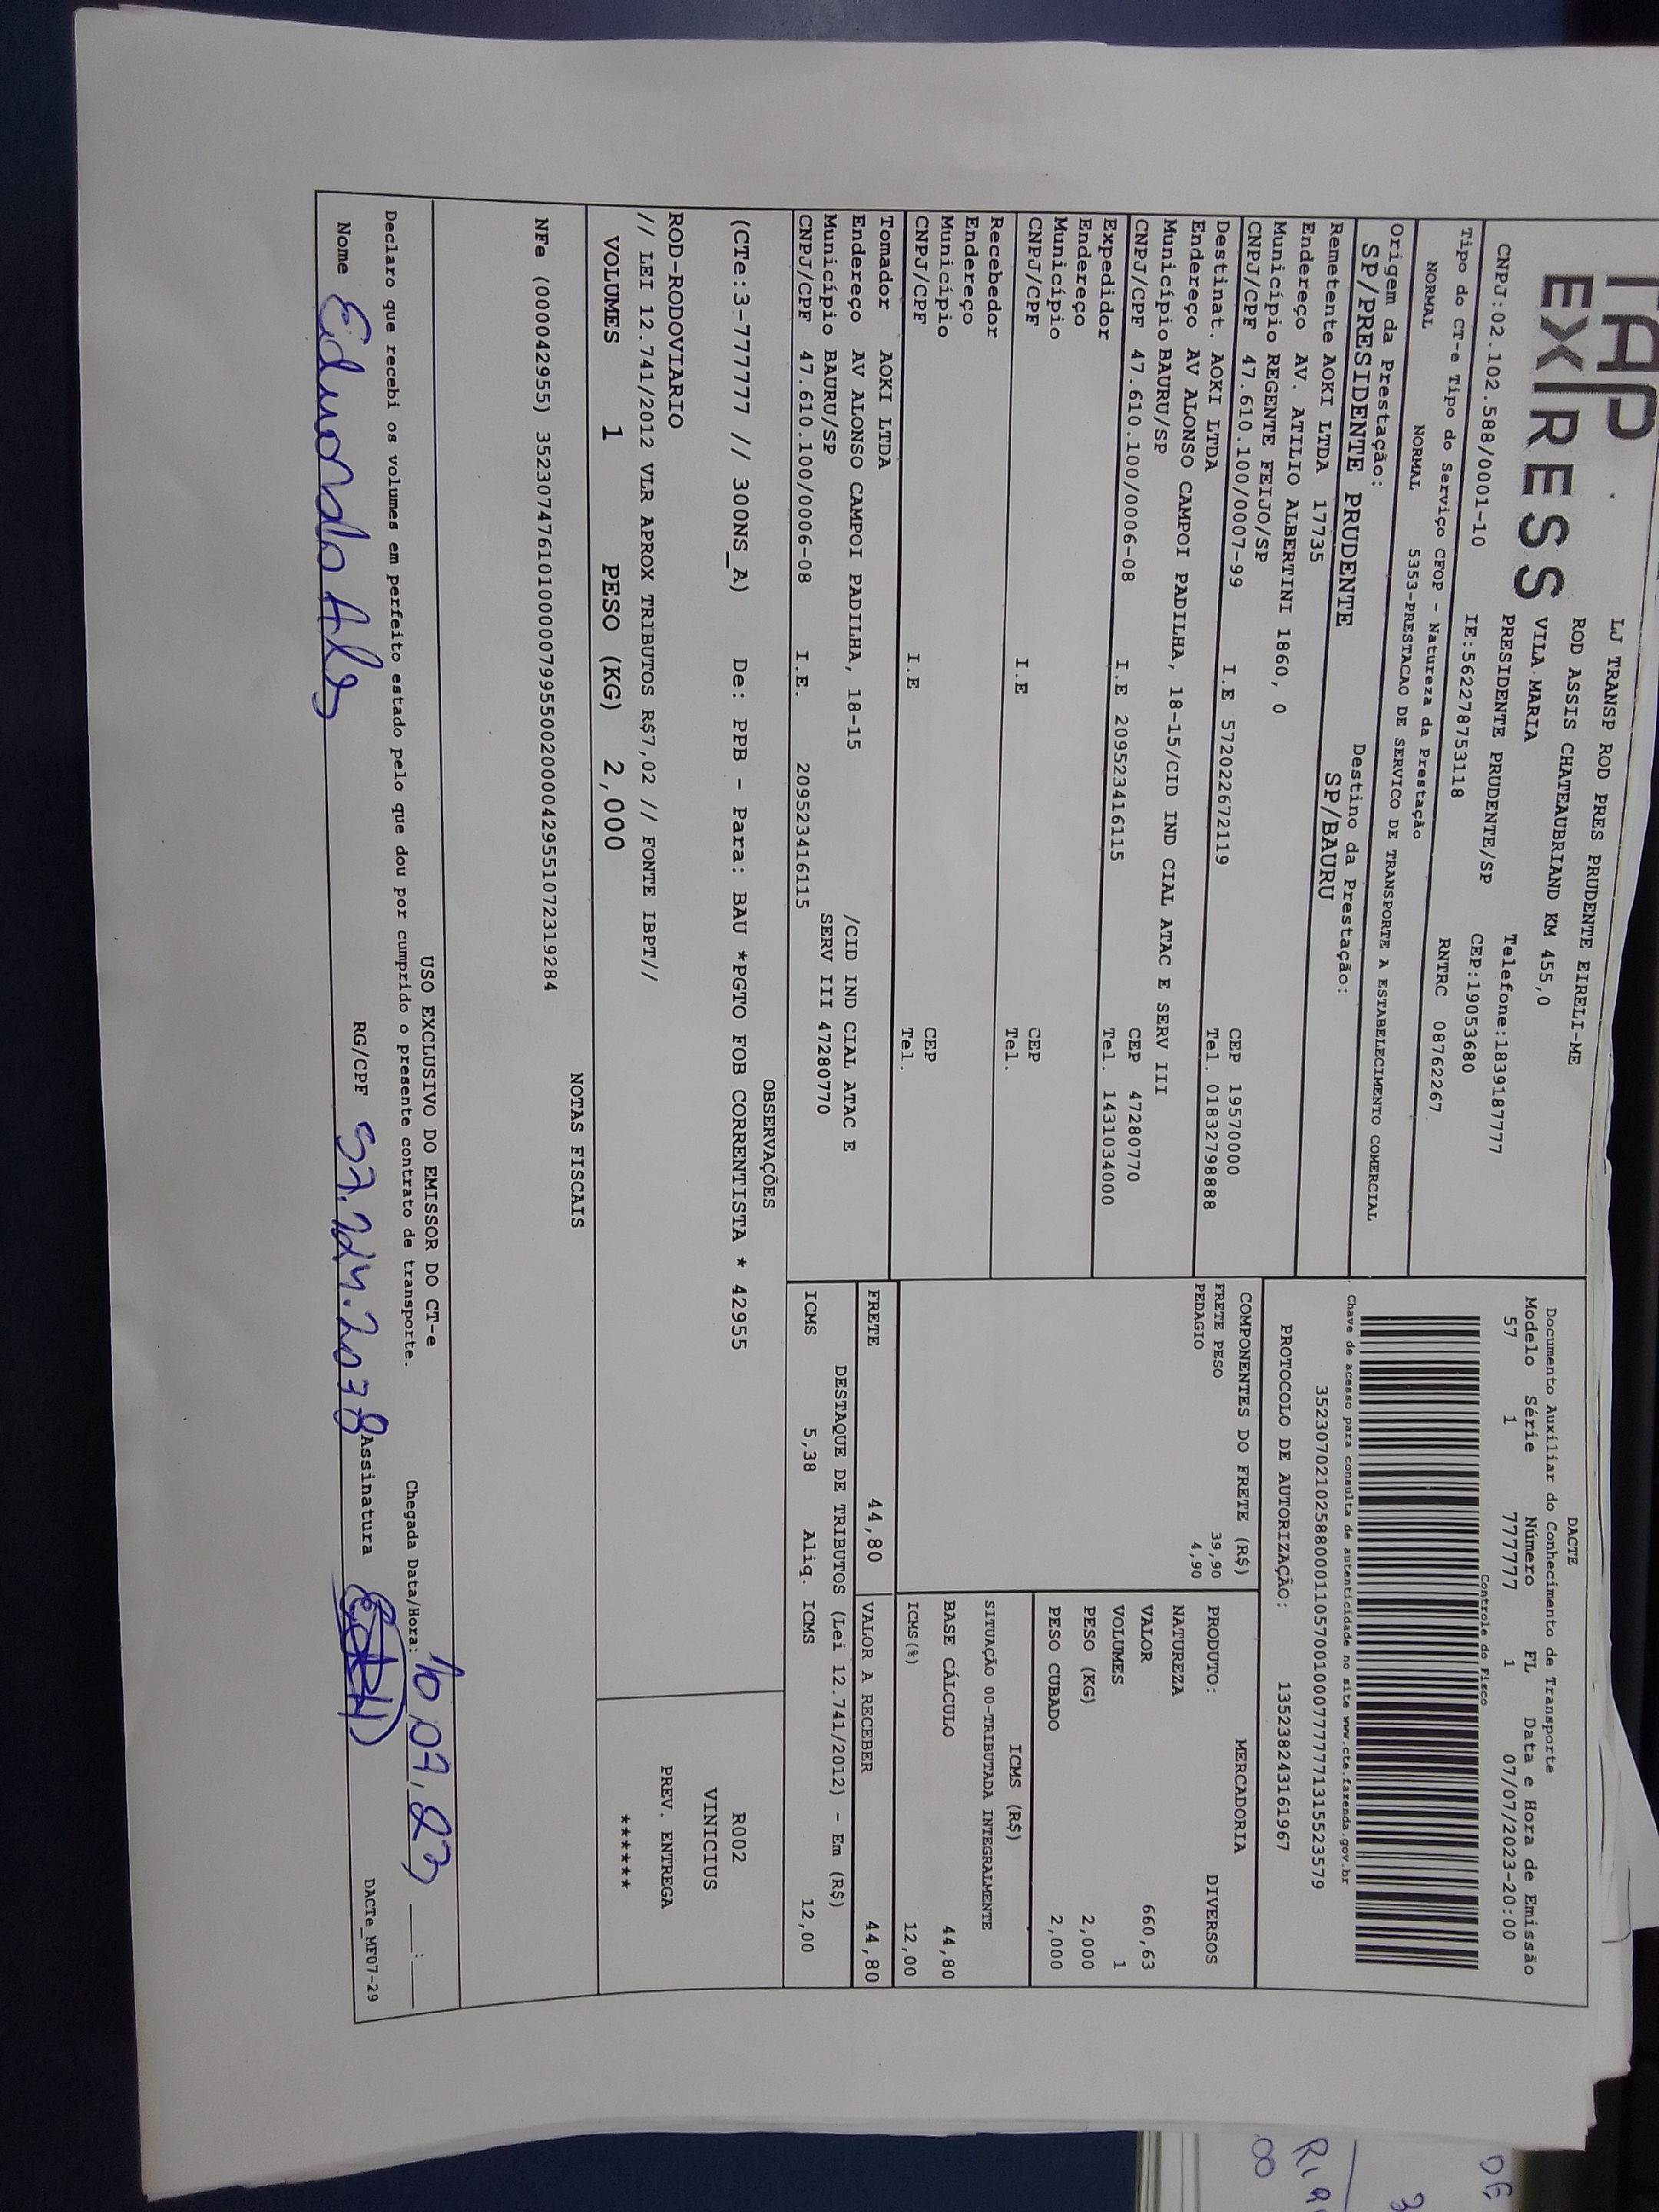 TAP
EXPRESS
LJ TRANSP ROD PRES PRUDENTE EIRELI-ME
ROD ASSIS CHATEAUBRIAND KM 455,0
VILA MARIA
PRESIDENTE PRUDENTE/SP Telefone:1839187777
CNPJ:02.102.588/0001-10 IE:562278753118 CEP:19053680
Tipo do CT-e Tipo do Serviço CFOP - Natureza da Prestação RNTRC 08762267
NORMAL NORMAL 5353-PRESTACAO DE SERVICO DE TRANSPORTE A ESTABELECIMENTO COMERCIAL
Origem da Prestação: Destino da Prestação:
SP/PRESIDENTE PRUDENTE SP/BAURU
DACTE
Documento Auxiliar do Conhecimento de Transporte
Modelo Série Número FL Data e Hora de Emissão
57 1 777777 1 07/07/2023-20:00
Controle do Fisco
Chave de acesso para consulta de autenticidade no site www.cte.fazenda.gov.br
35230702102588000110570010007777771315523579
PROTOCOLO DE AUTORIZAÇÃO: 135238243161967
Remetente AOKI LTDA 17735
Endereço AV. ATILIO ALBERTINI 1860, 0
Município REGENTE FEIJO/SP CEP 19570000
CNPJ/CPF 47.610.100/0007-99 I.E 572022672119 Tel. 01832798888
Destinat. AOKI LTDA
Endereço AV ALONSO CAMPOI PADILHA, 18-15/CID IND CIAL ATAC E SERV III
Município BAURU/SP CEP 47280770
CNPJ/CPF 47.610.100/0006-08 I.E 209523416115 Tel. 1431034000
Expedidor
Endereço
Município CEP
CNPJ/CPF I.E Tel.
Recebedor
Endereço
Município CEP
CNPJ/CPF I.E Tel.
Tomador AOKI LTDA
Endereço AV ALONSO CAMPOI PADILHA, 18-15 /CID IND CIAL ATAC E
Município BAURU/SP SERV III 47280770
CNPJ/CPF 47.610.100/0006-08 I.E. 209523416115
COMPONENTES DO FRETE (R$)
FRETE PESO 39,90
PEDAGIO 4,90
MERCADORIA
PRODUTO: DIVERSOS
NATUREZA
VALOR 660,63
VOLUMES 1
PESO (KG) 2,000
PESO CUBADO 2,000
ICMS (R$)
SITUAÇÃO 00-TRIBUTADA INTEGRALMENTE
BASE CÁLCULO 44,80
ICMS(%) 12,00
FRETE 44,80 VALOR A RECEBER 44,80
DESTAQUE DE TRIBUTOS (Lei 12.741/2012) - Em (R$)
ICMS 5,38 Aliq. ICMS 12,00
OBSERVAÇÕES
(CTe:3-777777 // 300NS_A) De: PPB - Para: BAU *PGTO FOB CORRENTISTA * 42955
ROD-RODOVIARIO
// LEI 12.741/2012 VLR APROX TRIBUTOS R$7,02 // FONTE IBPT//
R002
VINICIUS
PREV. ENTREGA
******
VOLUMES 1 PESO (KG) 2,000
NOTAS FISCAIS
NFe (000042955) 35230747610100000799550020000429551072319284
USO EXCLUSIVO DO EMISSOR DO CT-e
Declaro que recebi os volumes em perfeito estado pelo que dou por cumprido o presente contrato de transporte. Chegada Data/Hora: 10.07.23 ___:___
Nome RG/CPF Assinatura
DACTe_MF07-29